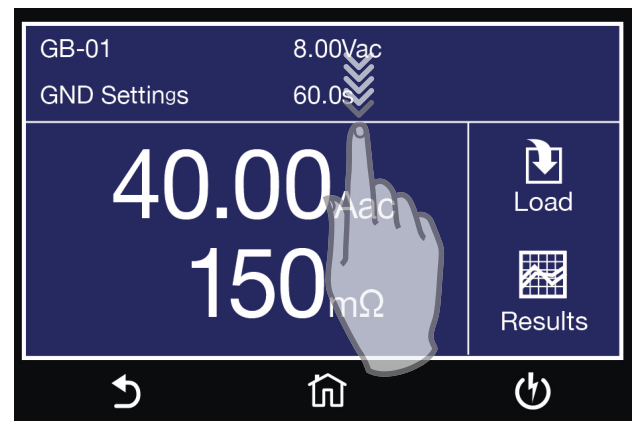 GB-01 8.00Vac
GND Settings 60.0s
40.00Aac
150mΩ
Load
Results